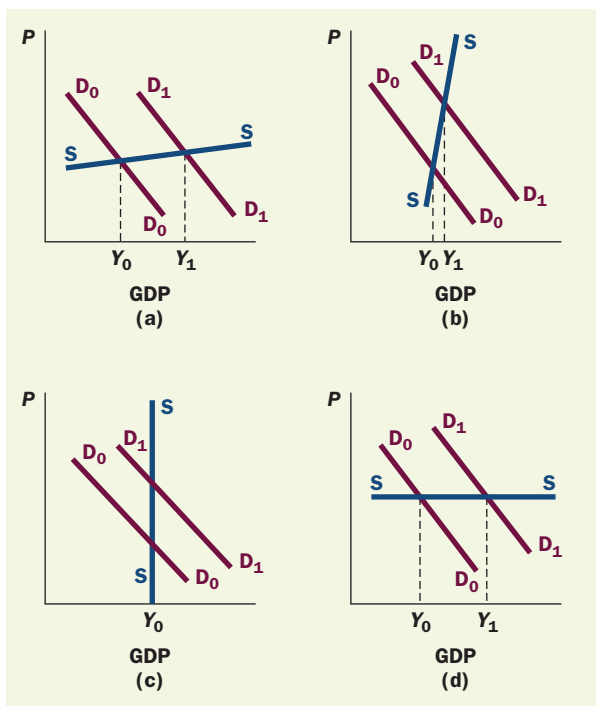 P
D₀
D₁
S
S
D₀
D₁
Y₀
Y₁
GDP
(a)
P
S
D₁
D₀
S
D₁
D₀
Y₀ Y₁
GDP
(b)
P
S
D₁
D₀
S
D₁
D₀
Y₀
GDP
(c)
P
D₁
D₀
S
S
D₁
D₀
Y₀
Y₁
GDP
(d)